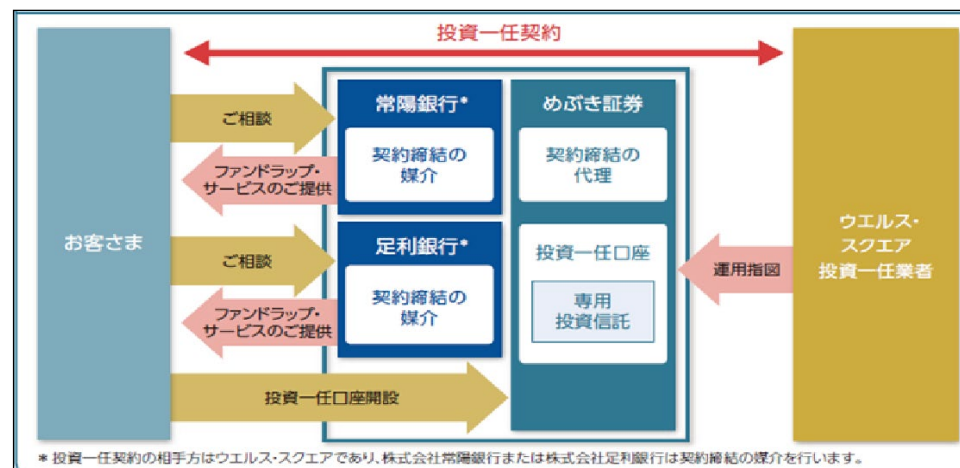 投資一任契約
お客さま
ご相談
ファンドラップ・
サービスのご提供
ご相談
ファンドラップ・
サービスのご提供
投資一任口座開設
常陽銀行*
契約締結の
媒介
足利銀行*
契約締結の
媒介
めぶき証券
契約締結の
代理
投資一任口座
専用
投資信託
運用指図
ウエルス・
スクエア
投資一任業者
* 投資一任契約の相手方はウエルス・スクエアであり、株式会社常陽銀行または株式会社足利銀行は契約締結の媒介を行います。